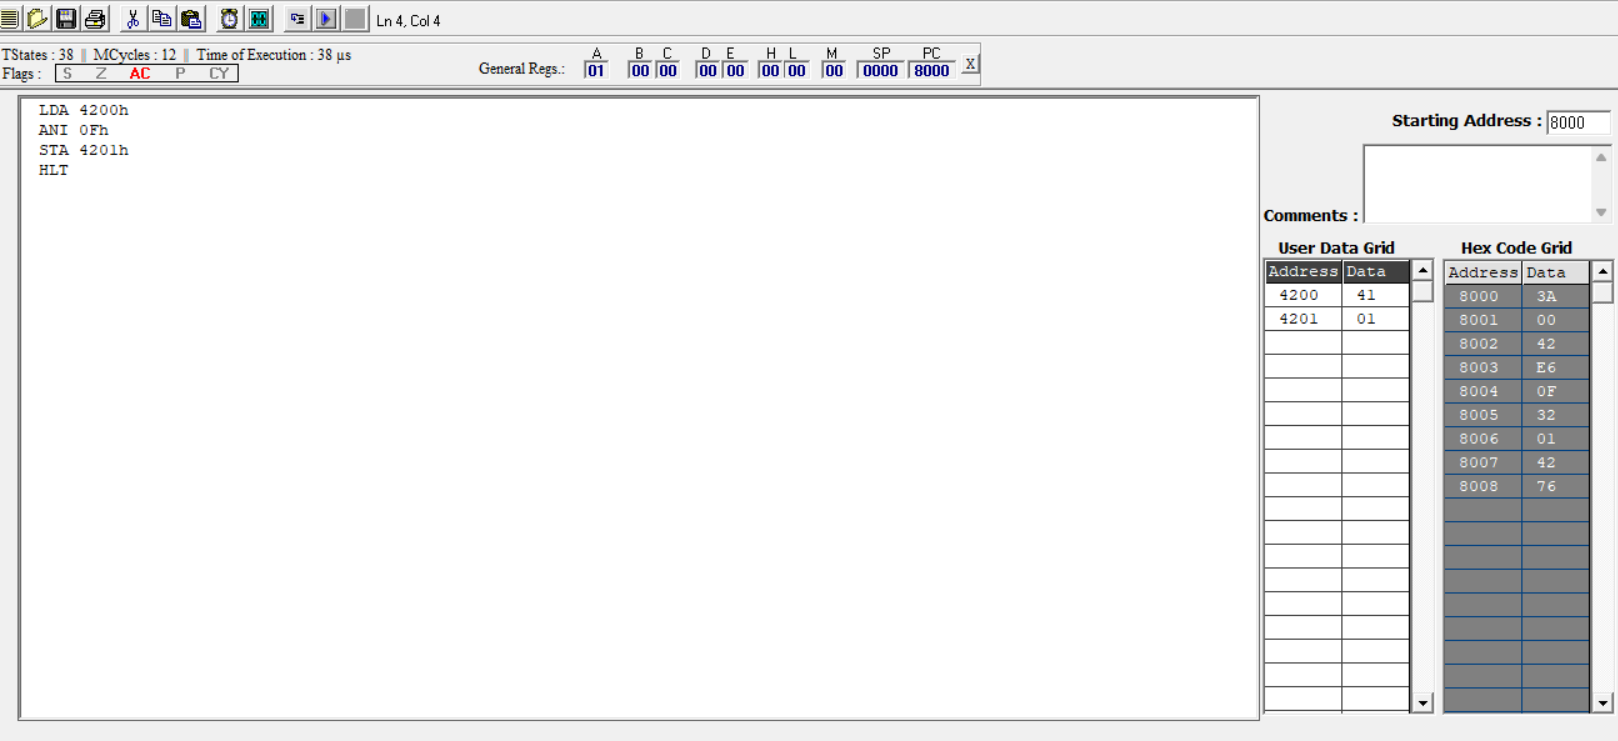 Ln 4, Col 4
TStates : 38 || MCycles : 12 || Time of Execution : 38 µs
Flags : S Z AC P CY
General Regs.: A B C D E H L M SP PC X
01 00 00 00 00 00 00 00 0000 8000
LDA 4200h
ANI 0Fh
STA 4201h
HLT
Starting Address : 8000
Comments :
User Data Grid
Address Data
4200 41
4201 01
Hex Code Grid
Address Data
8000 3A
8001 00
8002 42
8003 E6
8004 0F
8005 32
8006 01
8007 42
8008 76